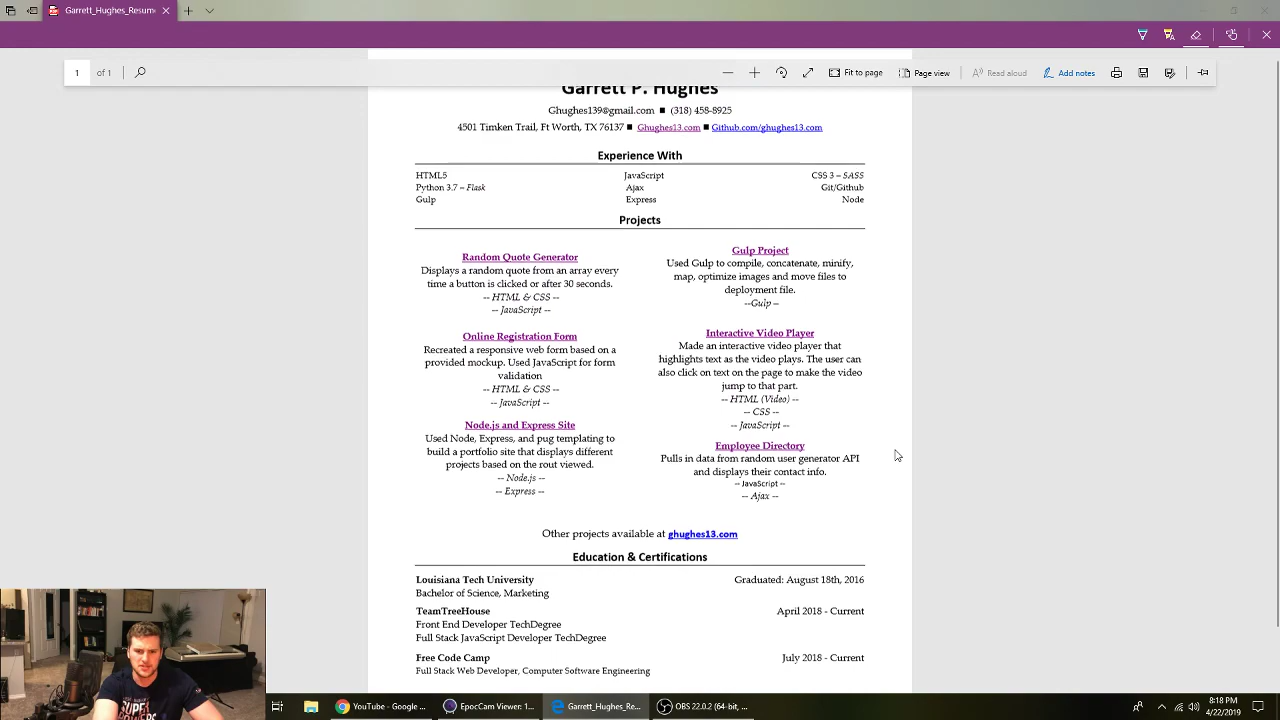 Garrett_Hughes_Resum
1 of 1
Fit to page
Page view
Read aloud
Add notes
Garrett P. Hughes
Ghughes139@gmail.com ■ (318) 458-8925
4501 Timken Trail, Ft Worth, TX 76137 ■ Ghughes13.com ■ Github.com/ghughes13.com
Experience With
HTML5 JavaScript CSS 3 – SASS
Python 3.7 – Flask Ajax Git/Github
Gulp Express Node
Projects
Random Quote Generator
Displays a random quote from an array every
time a button is clicked or after 30 seconds.
-- HTML & CSS --
-- JavaScript --
Online Registration Form
Recreated a responsive web form based on a
provided mockup. Used JavaScript for form
validation
-- HTML & CSS --
-- JavaScript --
Node.js and Express Site
Used Node, Express, and pug templating to
build a portfolio site that displays different
projects based on the rout viewed.
-- Node.js --
-- Express --
Gulp Project
Used Gulp to compile, concatenate, minify,
map, optimize images and move files to
deployment file.
--Gulp –
Interactive Video Player
Made an interactive video player that
highlights text as the video plays. The user can
also click on text on the page to make the video
jump to that part.
-- HTML (Video) --
-- CSS --
-- JavaScript --
Employee Directory
Pulls in data from random user generator API
and displays their contact info.
-- JavaScript --
-- Ajax --
Other projects available at ghughes13.com
Education & Certifications
Louisiana Tech University Graduated: August 18th, 2016
Bachelor of Science, Marketing
TeamTreeHouse April 2018 - Current
Front End Developer TechDegree
Full Stack JavaScript Developer TechDegree
Free Code Camp July 2018 - Current
Full Stack Web Developer, Computer Software Engineering
YouTube - Google ...
EpocCam Viewer: 1...
Garrett_Hughes_Re...
OBS 22.0.2 (64-bit, ...
8:18 PM
4/22/2019